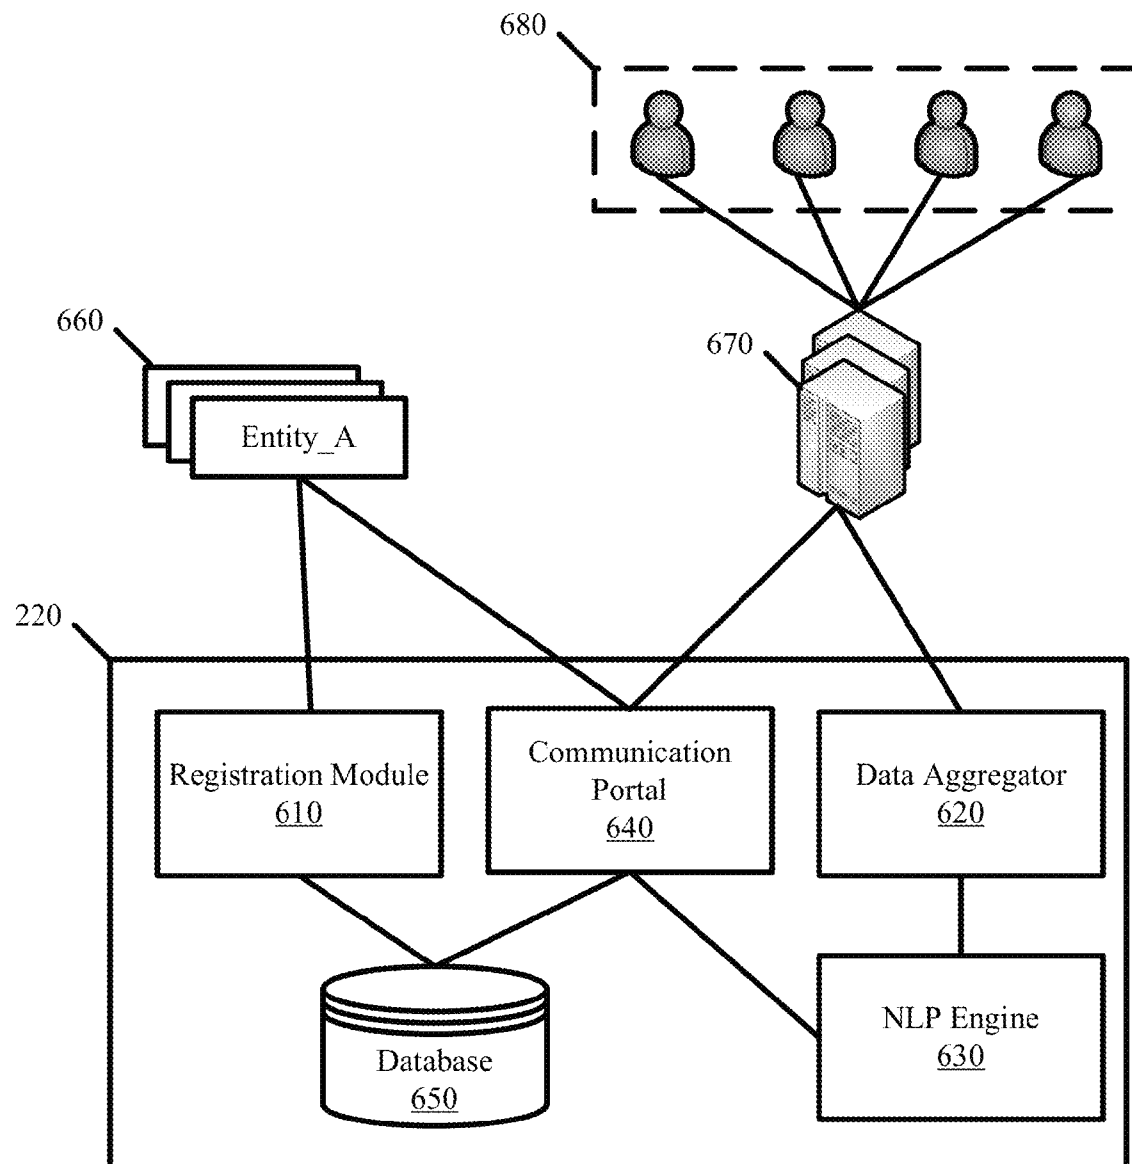 680
660
670
Entity_A
220
Registration Module
610
Communication
Portal
640
Data Aggregator
620
Database
650
NLP Engine
630